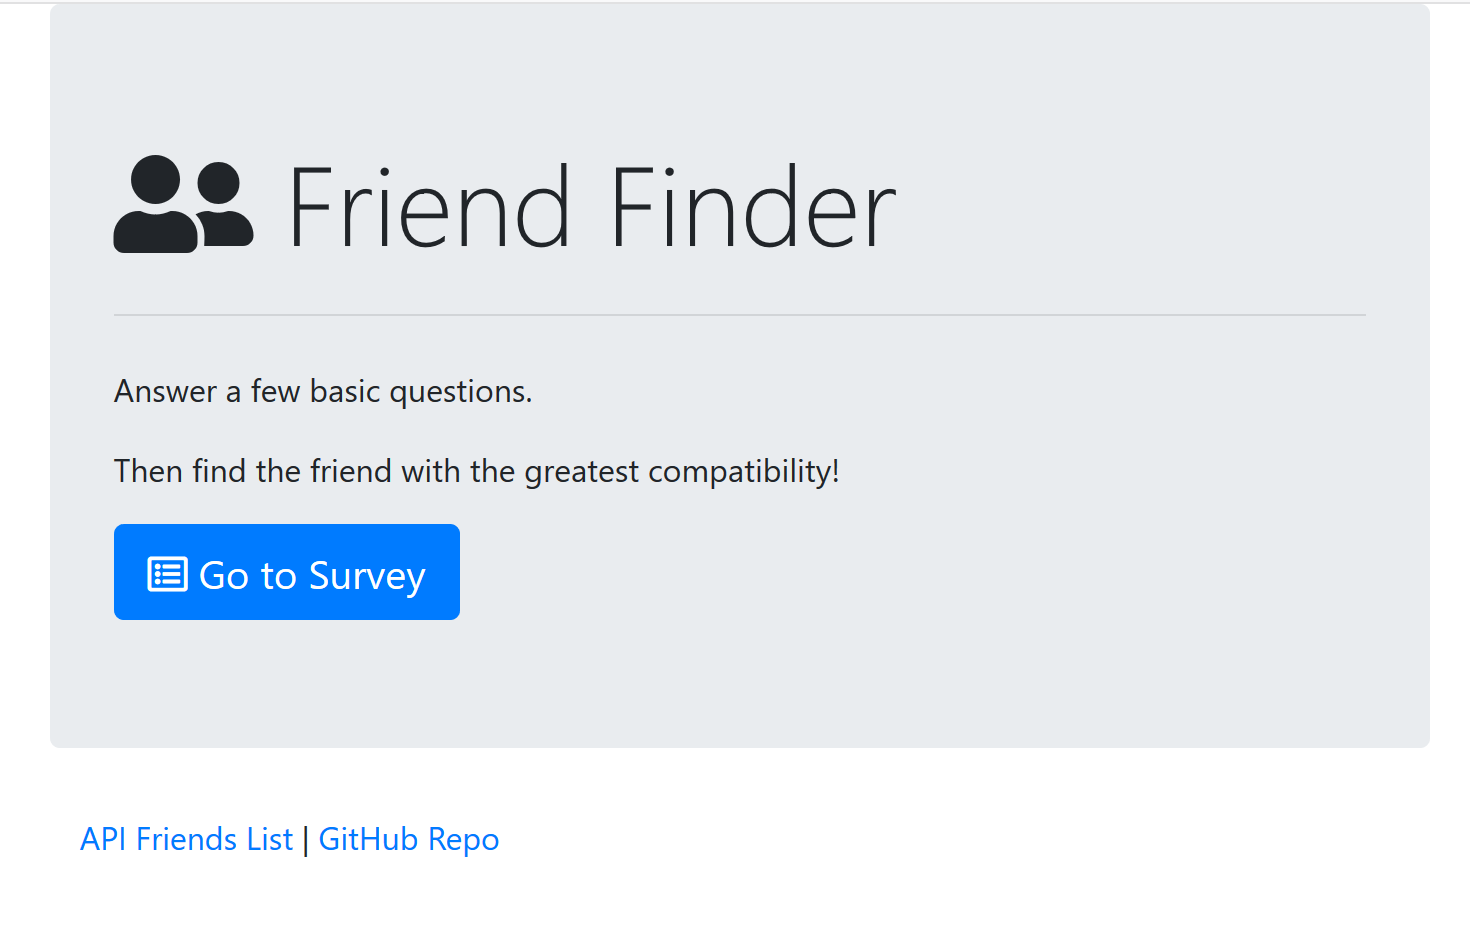 Friend Finder
Answer a few basic questions.
Then find the friend with the greatest compatibility!
Go to Survey
API Friends List | GitHub Repo